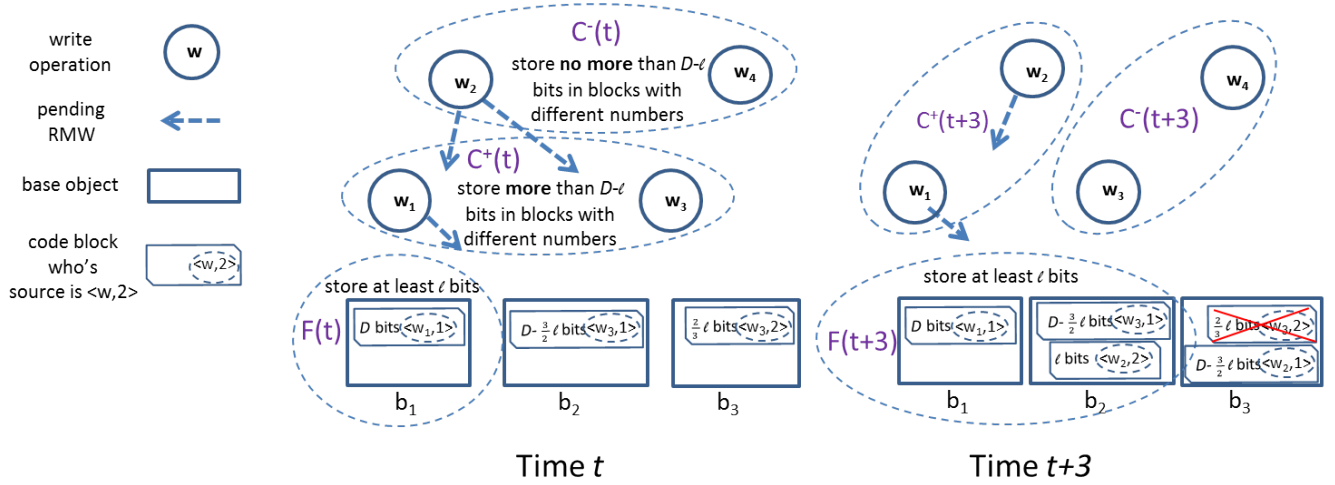 write
operation
w
pending
RMW
base object
code block
who's
source is <w,2>
<w,2>
C⁻(t)
store no more than D-ℓ
bits in blocks with
different numbers
w₂
w₄
C⁺(t)
store more than D-ℓ
bits in blocks with
different numbers
w₁
w₃
store at least ℓ bits
F(t)
D bits <w₁,1>
D- 3/2 ℓ bits <w₃,1>
2/3 ℓ bits <w₃,2>
b₁
b₂
b₃
Time t
w₂
w₄
C⁺(t+3)
C⁻(t+3)
w₁
w₃
store at least ℓ bits
F(t+3)
D bits <w₁,1>
D- 3/2 ℓ bits <w₃,1>
ℓ bits <w₂,2>
2/3 ℓ bits <w₃,2>
D- 3/2 ℓ bits <w₂,1>
b₁
b₂
b₃
Time t+3